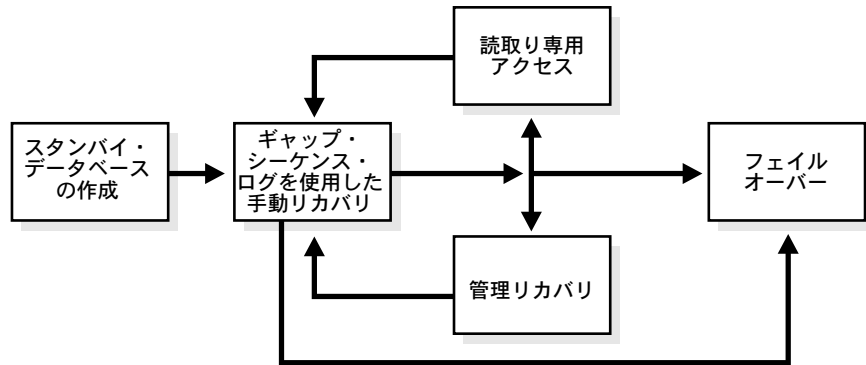 スタンバイ・
データベース
の作成
ギャップ・
シーケンス・
ログを使用した
手動リカバリ
読取り専用
アクセス
管理リカバリ
フェイル
オーバー